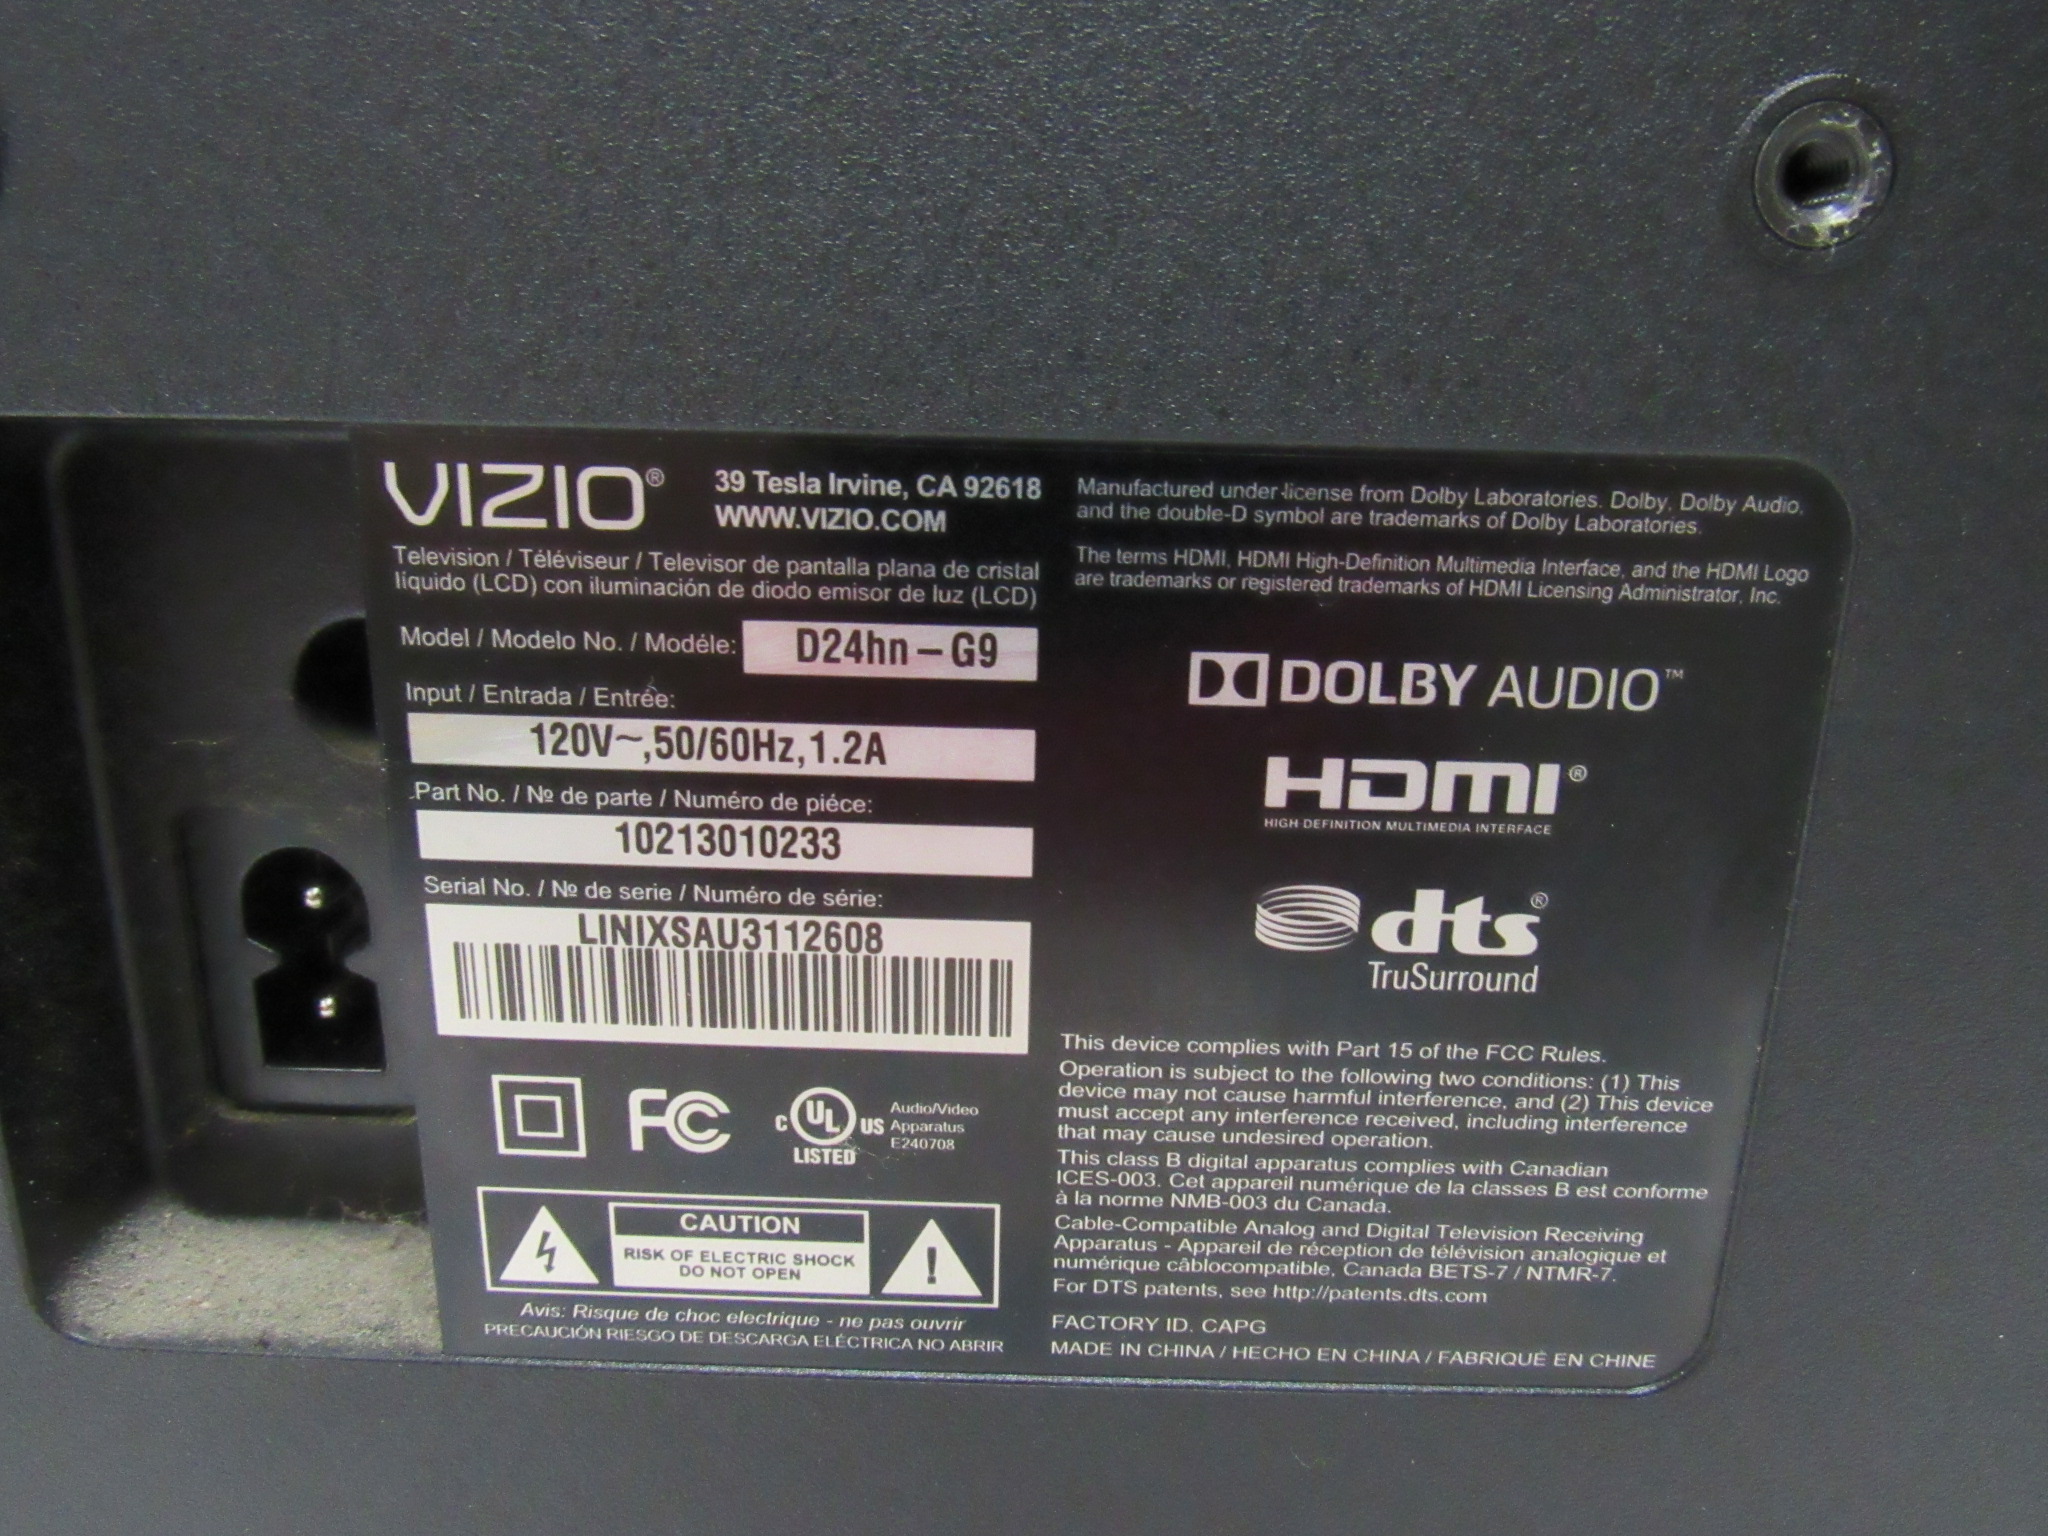 VIZIO®
39 Tesla Irvine, CA 92618
WWW.VIZIO.COM
Television / Téléviseur / Televisor de pantalla plana de cristal
líquido (LCD) con iluminación de diodo emisor de luz (LCD)
Model / Modelo No. / Modéle: D24hn – G9
Input / Entrada / Entrée:
120V~,50/60Hz,1.2A
Part No. / № de parte / Numéro de piéce:
10213010233
Serial No. / № de serie / Numéro de série:
LINIXSAU3112608
FC
C UL US
LISTED
Audio/Video
Apparatus
E240708
CAUTION
RISK OF ELECTRIC SHOCK
DO NOT OPEN
Avis: Risque de choc electrique - ne pas ouvrir
PRECAUCIÓN RIESGO DE DESCARGA ELÉCTRICA NO ABRIR
Manufactured under license from Dolby Laboratories. Dolby, Dolby Audio,
and the double-D symbol are trademarks of Dolby Laboratories.
The terms HDMI, HDMI High-Definition Multimedia Interface, and the HDMI Logo
are trademarks or registered trademarks of HDMI Licensing Administrator, Inc.
DOLBY AUDIO™
HDMI®
HIGH-DEFINITION MULTIMEDIA INTERFACE
dts®
TruSurround
This device complies with Part 15 of the FCC Rules.
Operation is subject to the following two conditions: (1) This
device may not cause harmful interference, and (2) This device
must accept any interference received, including interference
that may cause undesired operation.
This class B digital apparatus complies with Canadian
ICES-003. Cet appareil numérique de la classes B est conforme
à la norme NMB-003 du Canada.
Cable-Compatible Analog and Digital Television Receiving
Apparatus - Appareil de réception de télévision analogique et
numérique câblocompatible, Canada BETS-7 / NTMR-7.
For DTS patents, see http://patents.dts.com
FACTORY ID. CAPG
MADE IN CHINA / HECHO EN CHINA / FABRIQUÉ EN CHINE